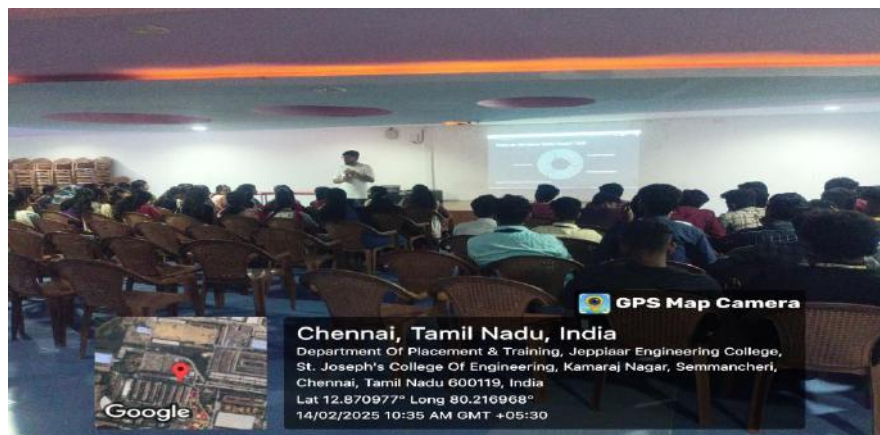 GPS Map Camera
Chennai, Tamil Nadu, India
Department Of Placement & Training, Jeppiaar Engineering College,
St. Joseph's College Of Engineering, Kamaraj Nagar, Semmancheri,
Chennai, Tamil Nadu 600119, India
Lat 12.870977° Long 80.216968°
14/02/2025 10:35 AM GMT +05:30
Google